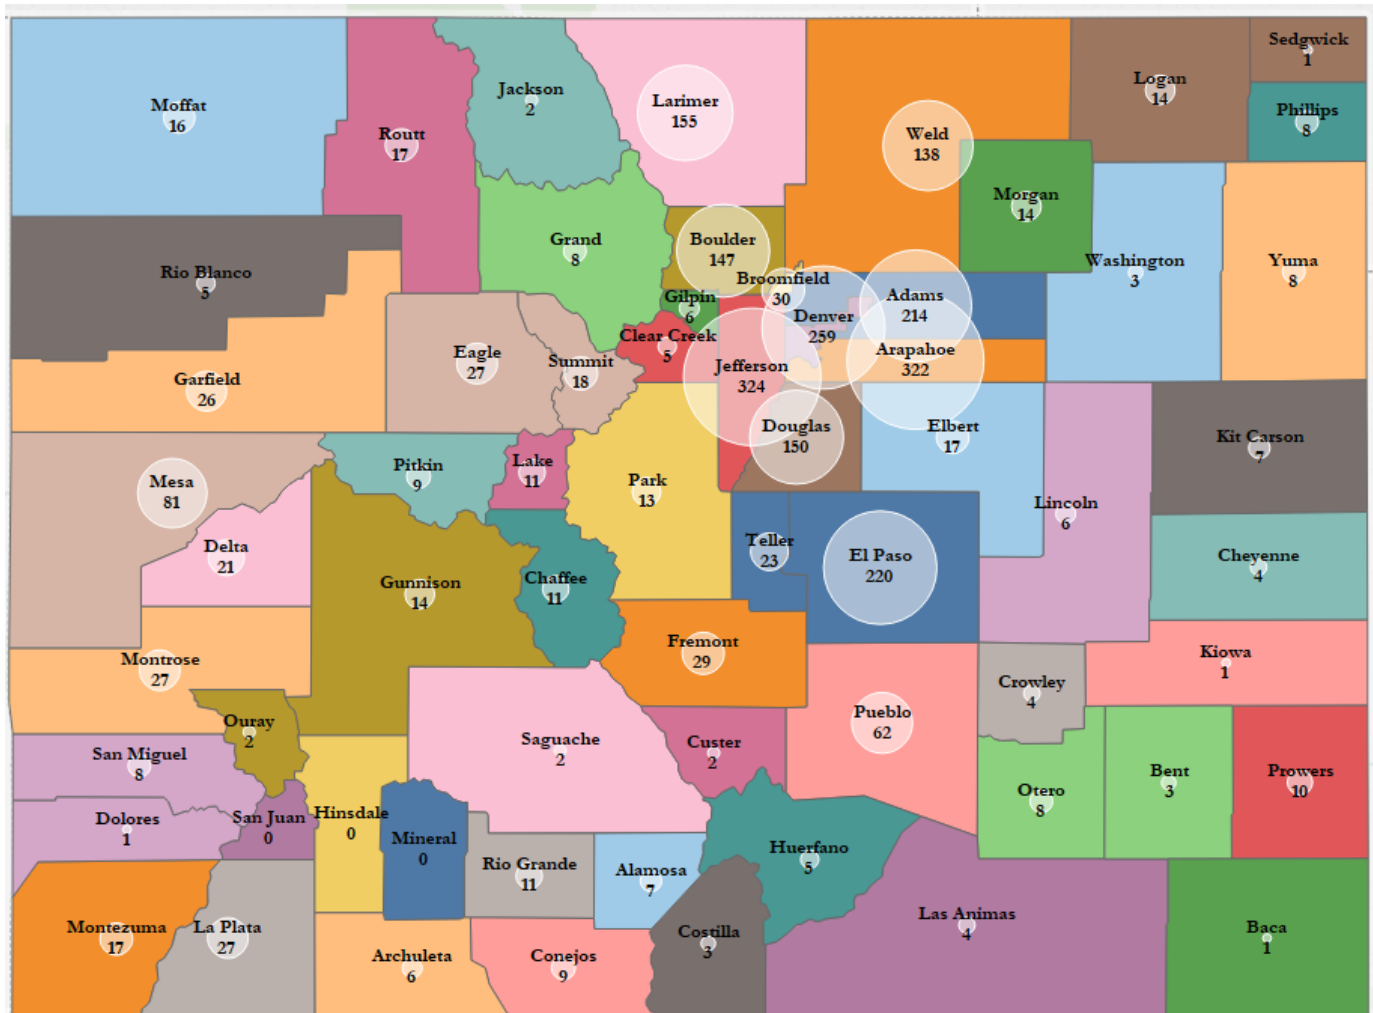 Moffat
16
Routt
17
Jackson
2
Larimer
155
Weld
138
Logan
14
Sedgwick
1
Phillips
8
Morgan
14
Washington
3
Yuma
8
Rio Blanco
5
Grand
8
Boulder
147
Broomfield
30
Gilpin
6
Clear Creek
5
Denver
259
Adams
214
Arapahoe
322
Jefferson
324
Garfield
26
Eagle
27
Summit
18
Douglas
150
Elbert
17
Kit Carson
7
Mesa
81
Pitkin
9
Lake
11
Park
13
Lincoln
6
Delta
21
Gunnison
14
Chaffee
11
Teller
23
El Paso
220
Cheyenne
4
Montrose
27
Fremont
29
Kiowa
1
Crowley
4
Ouray
2
San Miguel
8
Saguache
2
Custer
2
Pueblo
62
Otero
8
Bent
3
Prowers
10
Dolores
1
San Juan
0
Hinsdale
0
Mineral
0
Rio Grande
11
Alamosa
7
Huerfano
5
Montezuma
17
La Plata
27
Archuleta
6
Conejos
9
Costilla
3
Las Animas
4
Baca
1